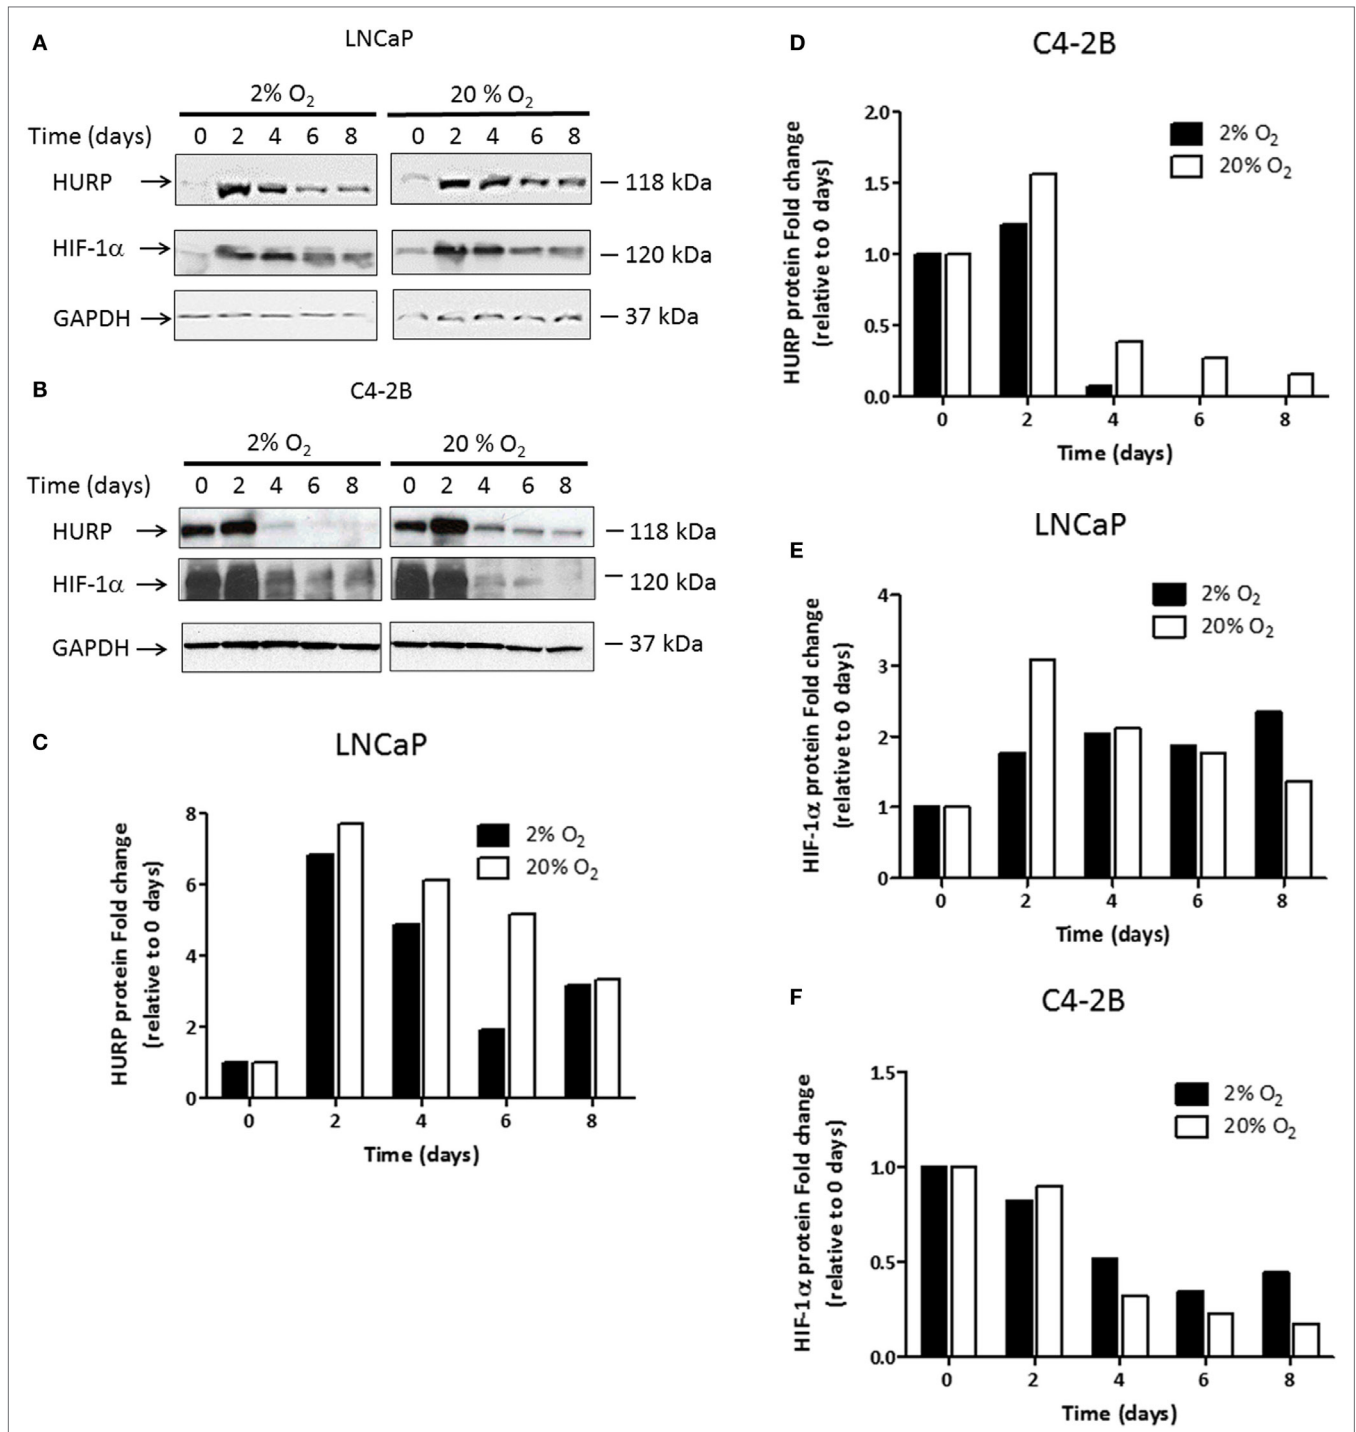 A
LNCaP
2% O2 20 % O2
Time (days) 0 2 4 6 8 0 2 4 6 8
HURP 118 kDa
HIF-1α 120 kDa
GAPDH 37 kDa
B
C4-2B
2% O2 20 % O2
Time (days) 0 2 4 6 8 0 2 4 6 8
HURP 118 kDa
HIF-1α 120 kDa
GAPDH 37 kDa
C
LNCaP
HURP protein Fold change
(relative to 0 days)
8
6
4
2
0
2% O2
20% O2
0 2 4 6 8
Time (days)
D
C4-2B
HURP protein Fold change
(relative to 0 days)
2.0
1.5
1.0
0.5
0.0
2% O2
20% O2
0 2 4 6 8
Time (days)
E
LNCaP
HIF-1α protein Fold change
(relative to 0 days)
4
3
2
1
0
2% O2
20% O2
0 2 4 6 8
Time (days)
F
C4-2B
HIF-1α protein Fold change
(relative to 0 days)
1.5
1.0
0.5
0.0
2% O2
20% O2
0 2 4 6 8
Time (days)